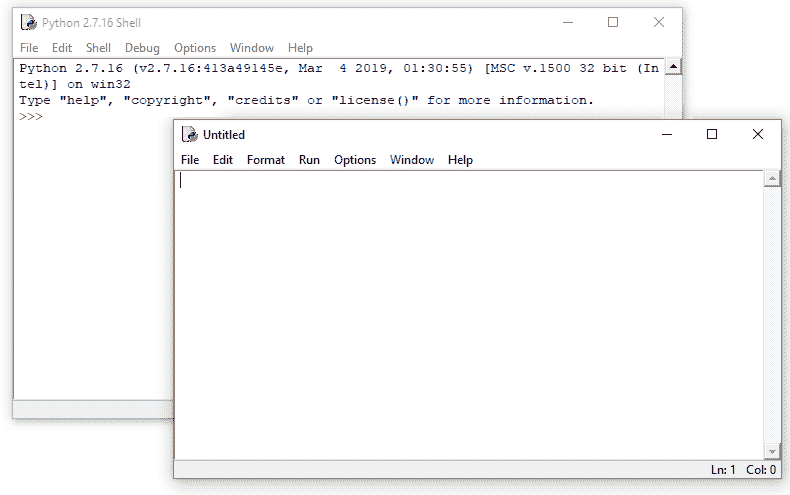 Python 2.7.16 Shell
File Edit Shell Debug Options Window Help
Python 2.7.16 (v2.7.16:413a49145e, Mar  4 2019, 01:30:55) [MSC v.1500 32 bit (In
tel)] on win32
Type "help", "copyright", "credits" or "license()" for more information.
>>>
Untitled
File Edit Format Run Options Window Help
Ln: 1 Col: 0